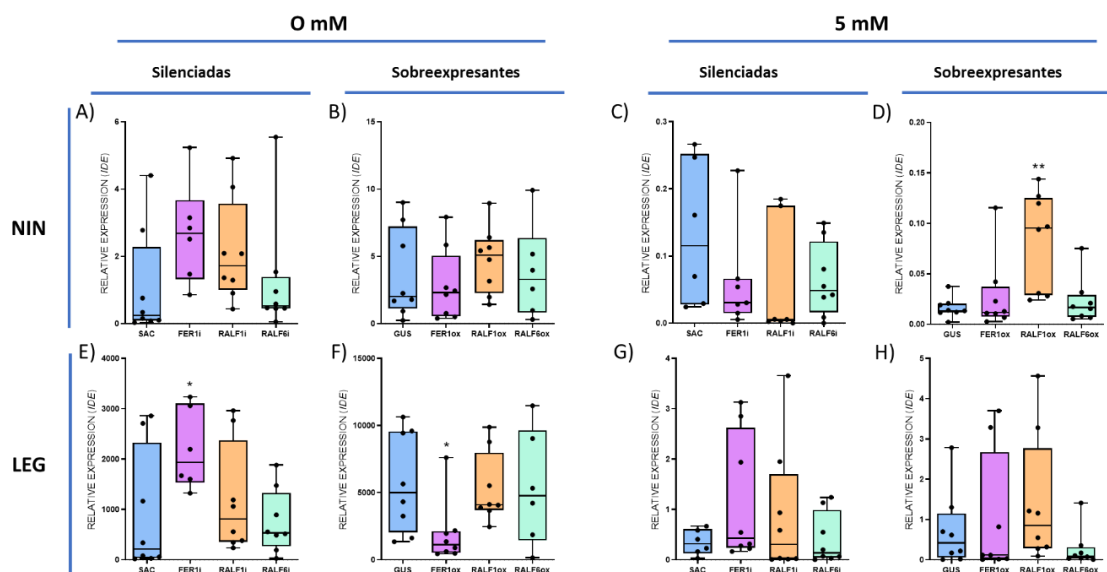 0 mM
5 mM
Silenciadas
Sobreexpresantes
Silenciadas
Sobreexpresantes
NIN
A)
RELATIVE EXPRESSION (IDE)
6
4
2
0
SAC FER1i RALF1i RALF6i
B)
RELATIVE EXPRESSION (IDE)
15
10
5
0
GUS FER1ox RALF1ox RALF6ox
C)
RELATIVE EXPRESSION (IDE)
0.3
0.2
0.1
0.0
SAC FER1i RALF1i RALF6i
D)
RELATIVE EXPRESSION (IDE)
0.20
0.15
0.10
0.05
0.00
**
GUS FER1ox RALF1ox RALF6ox
LEG
E)
RELATIVE EXPRESSION (IDE)
4000
3000
2000
1000
0
*
SAC FER1i RALF1i RALF6i
F)
RELATIVE EXPRESSION (IDE)
15000
10000
5000
0
*
GUS FER1ox RALF1ox RALF6ox
G)
RELATIVE EXPRESSION (IDE)
4
3
2
1
0
SAC FER1i RALF1i RALF6i
H)
RELATIVE EXPRESSION (IDE)
5
4
3
2
1
0
GUS FER1ox RALF1ox RALF6ox